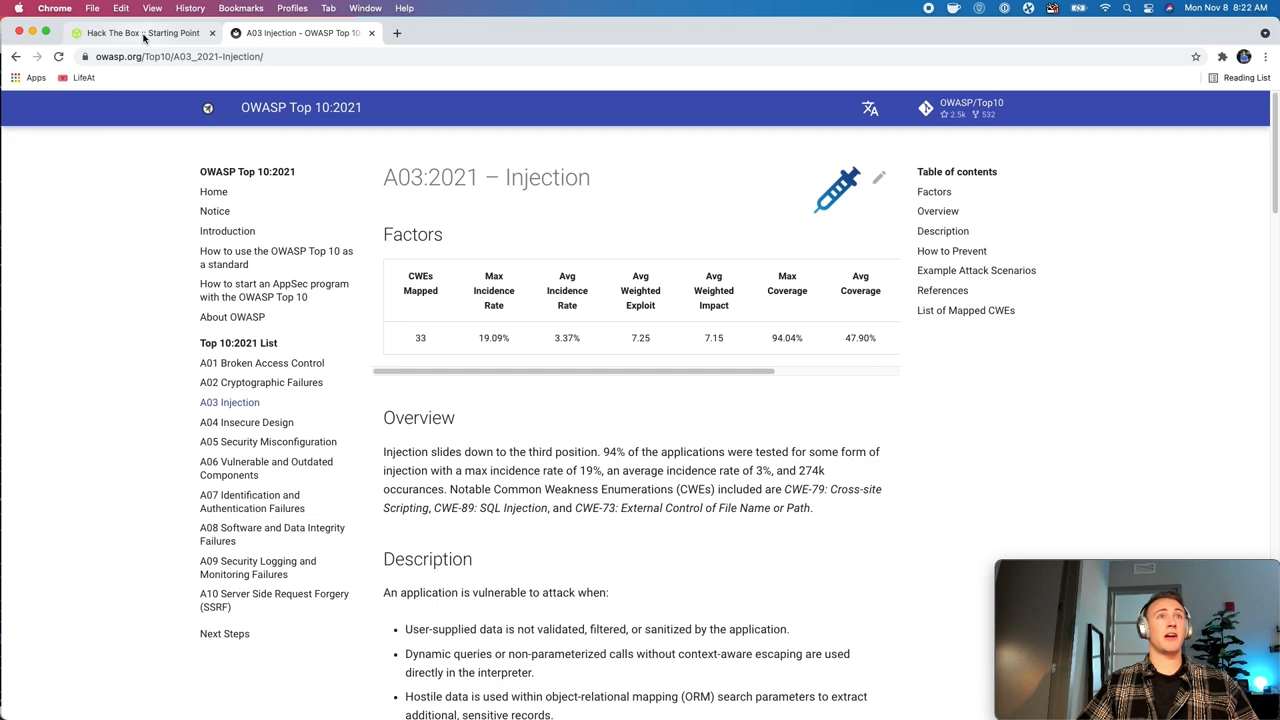 Chrome File Edit View History Bookmarks Profiles Tab Window Help Mon Nov 8 8:22 AM
Hack The Box :: Starting Point
A03 Injection - OWASP Top 10:
owasp.org/Top10/A03_2021-Injection/
Apps LifeAt Reading List
OWASP Top 10:2021
OWASP/Top10
2.5k 532
OWASP Top 10:2021
Home
Notice
Introduction
How to use the OWASP Top 10 as
a standard
How to start an AppSec program
with the OWASP Top 10
About OWASP
Top 10:2021 List
A01 Broken Access Control
A02 Cryptographic Failures
A03 Injection
A04 Insecure Design
A05 Security Misconfiguration
A06 Vulnerable and Outdated
Components
A07 Identification and
Authentication Failures
A08 Software and Data Integrity
Failures
A09 Security Logging and
Monitoring Failures
A10 Server Side Request Forgery
(SSRF)
Next Steps
A03:2021 – Injection
Factors
CWEs Mapped Max Incidence Rate Avg Incidence Rate Avg Weighted Exploit Avg Weighted Impact Max Coverage Avg Coverage
33 19.09% 3.37% 7.25 7.15 94.04% 47.90%
Overview
Injection slides down to the third position. 94% of the applications were tested for some form of
injection with a max incidence rate of 19%, an average incidence rate of 3%, and 274k
occurances. Notable Common Weakness Enumerations (CWEs) included are CWE-79: Cross-site
Scripting, CWE-89: SQL Injection, and CWE-73: External Control of File Name or Path.
Description
An application is vulnerable to attack when:
• User-supplied data is not validated, filtered, or sanitized by the application.
• Dynamic queries or non-parameterized calls without context-aware escaping are used
directly in the interpreter.
• Hostile data is used within object-relational mapping (ORM) search parameters to extract
additional, sensitive records.
Table of contents
Factors
Overview
Description
How to Prevent
Example Attack Scenarios
References
List of Mapped CWEs